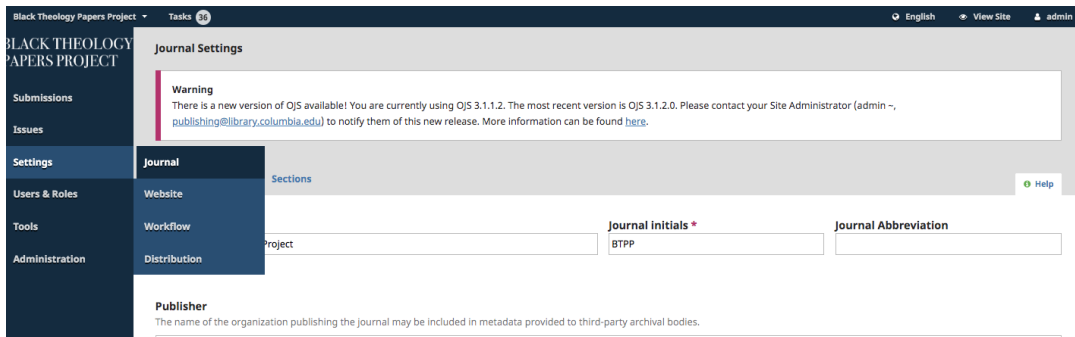 Black Theology Papers Project
Tasks 36
English
View Site
admin
BLACK THEOLOGY
PAPERS PROJECT
Submissions
Issues
Settings
Users & Roles
Tools
Administration
Journal
Website
Workflow
Distribution
Journal Settings
Warning
There is a new version of OJS available! You are currently using OJS 3.1.1.2. The most recent version is OJS 3.1.2.0. Please contact your Site Administrator (admin ~,
publishing@library.columbia.edu) to notify them of this new release. More information can be found here.
Sections
Help
Journal initials *
Journal Abbreviation
Project
BTPP
Publisher
The name of the organization publishing the journal may be included in metadata provided to third-party archival bodies.